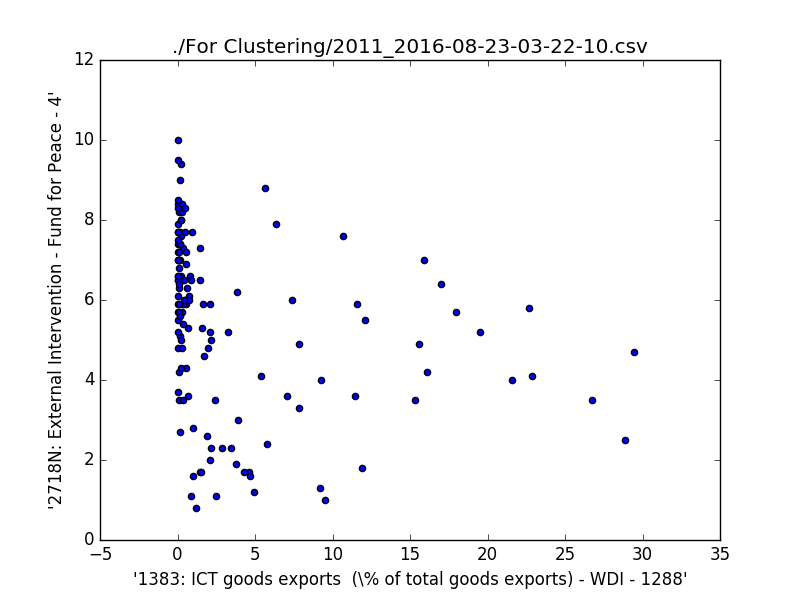 ./For Clustering/2011_2016-08-23-03-22-10.csv
'2718N: External Intervention - Fund for Peace - 4'
12
10
8
6
4
2
0
−5 0 5 10 15 20 25 30 35
'1383: ICT goods exports  (\% of total goods exports) - WDI - 1288'